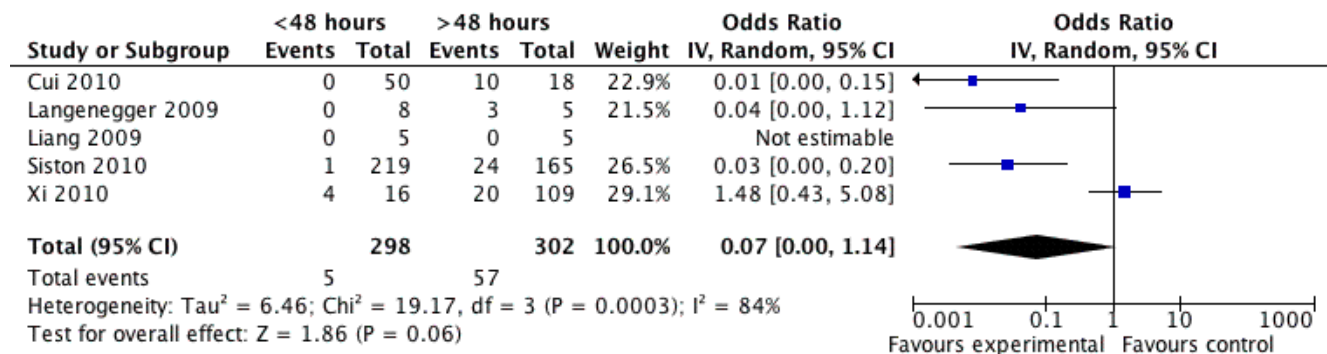 <48 hours >48 hours Odds Ratio Odds Ratio
Study or Subgroup Events Total Events Total Weight IV, Random, 95% CI IV, Random, 95% CI
Cui 2010 0 50 10 18 22.9% 0.01 [0.00, 0.15]
Langenegger 2009 0 8 3 5 21.5% 0.04 [0.00, 1.12]
Liang 2009 0 5 0 5 Not estimable
Siston 2010 1 219 24 165 26.5% 0.03 [0.00, 0.20]
Xi 2010 4 16 20 109 29.1% 1.48 [0.43, 5.08]
Total (95% CI) 298 302 100.0% 0.07 [0.00, 1.14]
Total events 5 57
Heterogeneity: Tau² = 6.46; Chi² = 19.17, df = 3 (P = 0.0003); I² = 84%
Test for overall effect: Z = 1.86 (P = 0.06)
0.001 0.1 1 10 1000
Favours experimental Favours control